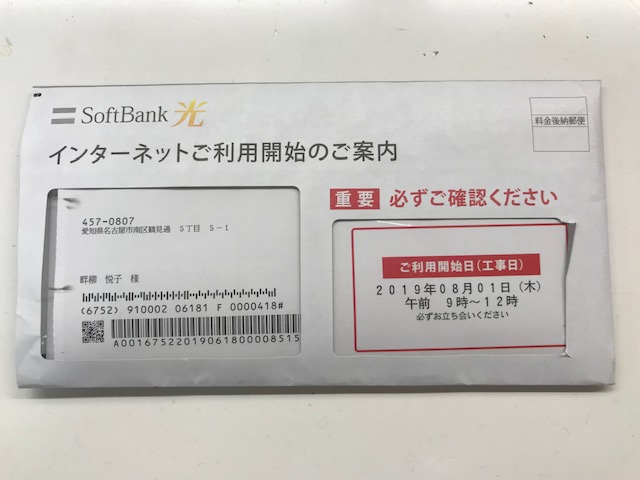 SoftBank 光
料金後納郵便
インターネットご利用開始のご案内
重要 必ずご確認ください
457-0807
愛知県名古屋市南区鶴見通 5丁目 5-1
畔柳 悦子 様
(6752) 910002 06181 F 0000418#
A00167522019061800008515
ご利用開始日(工事日)
2019年08月01日(木)
午前 9時～12時
必ずお立ち会いください